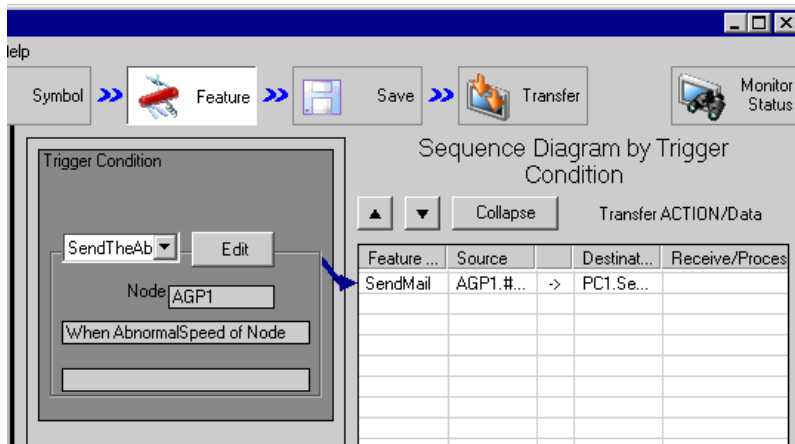 Help
Symbol Feature Save Transfer Monitor Status
Trigger Condition
SendTheAb Edit
Node AGP1
When AbnormalSpeed of Node
Sequence Diagram by Trigger
Condition
Collapse Transfer ACTION/Data
Feature ... Source Destinat... Receive/Proces
SendMail AGP1.#... -> PC1.Se...